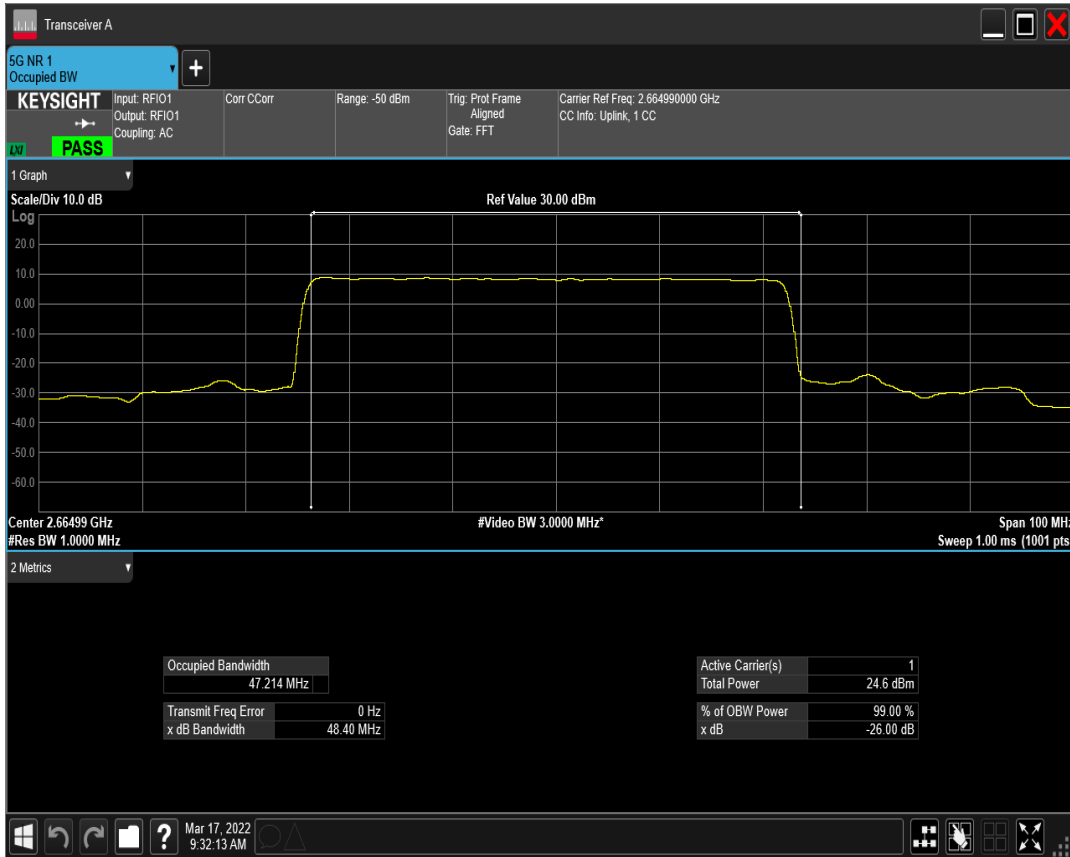 Transceiver A
5G NR 1
Occupied BW
+
KEYSIGHT
LXI
PASS
Input: RFIO1
Output: RFIO1
Coupling: AC
Corr CCorr
Range: -50 dBm
Trig: Prot Frame
Aligned
Gate: FFT
Carrier Ref Freq: 2.664990000 GHz
CC Info: Uplink, 1 CC
1 Graph
Scale/Div 10.0 dB
Ref Value 30.00 dBm
Log
20.0
10.0
0.00
-10.0
-20.0
-30.0
-40.0
-50.0
-60.0
Center 2.66499 GHz
#Video BW 3.0000 MHz*
Span 100 MHz
#Res BW 1.0000 MHz
Sweep 1.00 ms (1001 pts
2 Metrics
Occupied Bandwidth
47.214 MHz
Transmit Freq Error 0 Hz
x dB Bandwidth 48.40 MHz
Active Carrier(s) 1
Total Power 24.6 dBm
% of OBW Power 99.00 %
x dB -26.00 dB
?
Mar 17, 2022
9:32:13 AM